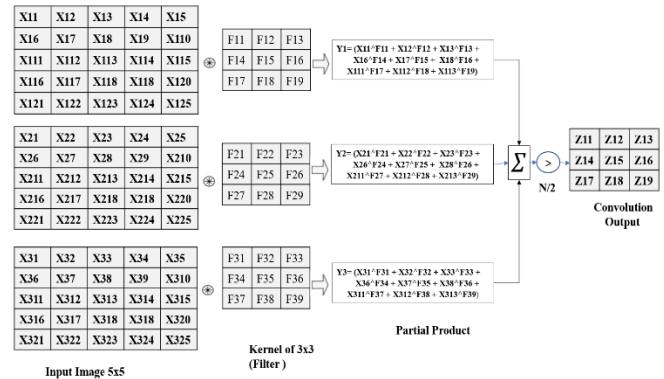 X11 X12 X13 X14 X15
X16 X17 X18 X19 X110
X111 X112 X113 X114 X115
X116 X117 X118 X118 X120
X121 X122 X123 X124 X125
F11 F12 F13
F14 F15 F16
F17 F18 F19
Y1= (X11^F11 + X12^F12 + X13^F13 +
X16^F14 + X17^F15 + X18^F16 +
X111^F17 + X112^F18 + X113^F19)
X21 X22 X23 X24 X25
X26 X27 X28 X29 X210
X211 X212 X213 X214 X215
X216 X217 X218 X218 X220
X221 X222 X223 X224 X225
F21 F22 F23
F24 F25 F26
F27 F28 F29
Y2= (X21^F21 + X22^F22 + X23^F23 +
X26^F24 + X27^F25 + X28^F26 +
X211^F27 + X212^F28 + X213^F29)
Σ
>
N/2
Z11 Z12 Z13
Z14 Z15 Z16
Z17 Z18 Z19
Convolution
Output
X31 X32 X33 X34 X35
X36 X37 X38 X39 X310
X311 X312 X313 X314 X315
X316 X317 X318 X318 X320
X321 X322 X323 X324 X325
F31 F32 F33
F34 F35 F36
F37 F38 F39
Y3= (X31^F31 + X32^F32 + X33^F33 +
X36^F34 + X37^F35 + X38^F36 +
X311^F37 + X312^F38 + X313^F39)
Partial Product
Kernel of 3x3
(Filter )
Input Image 5x5